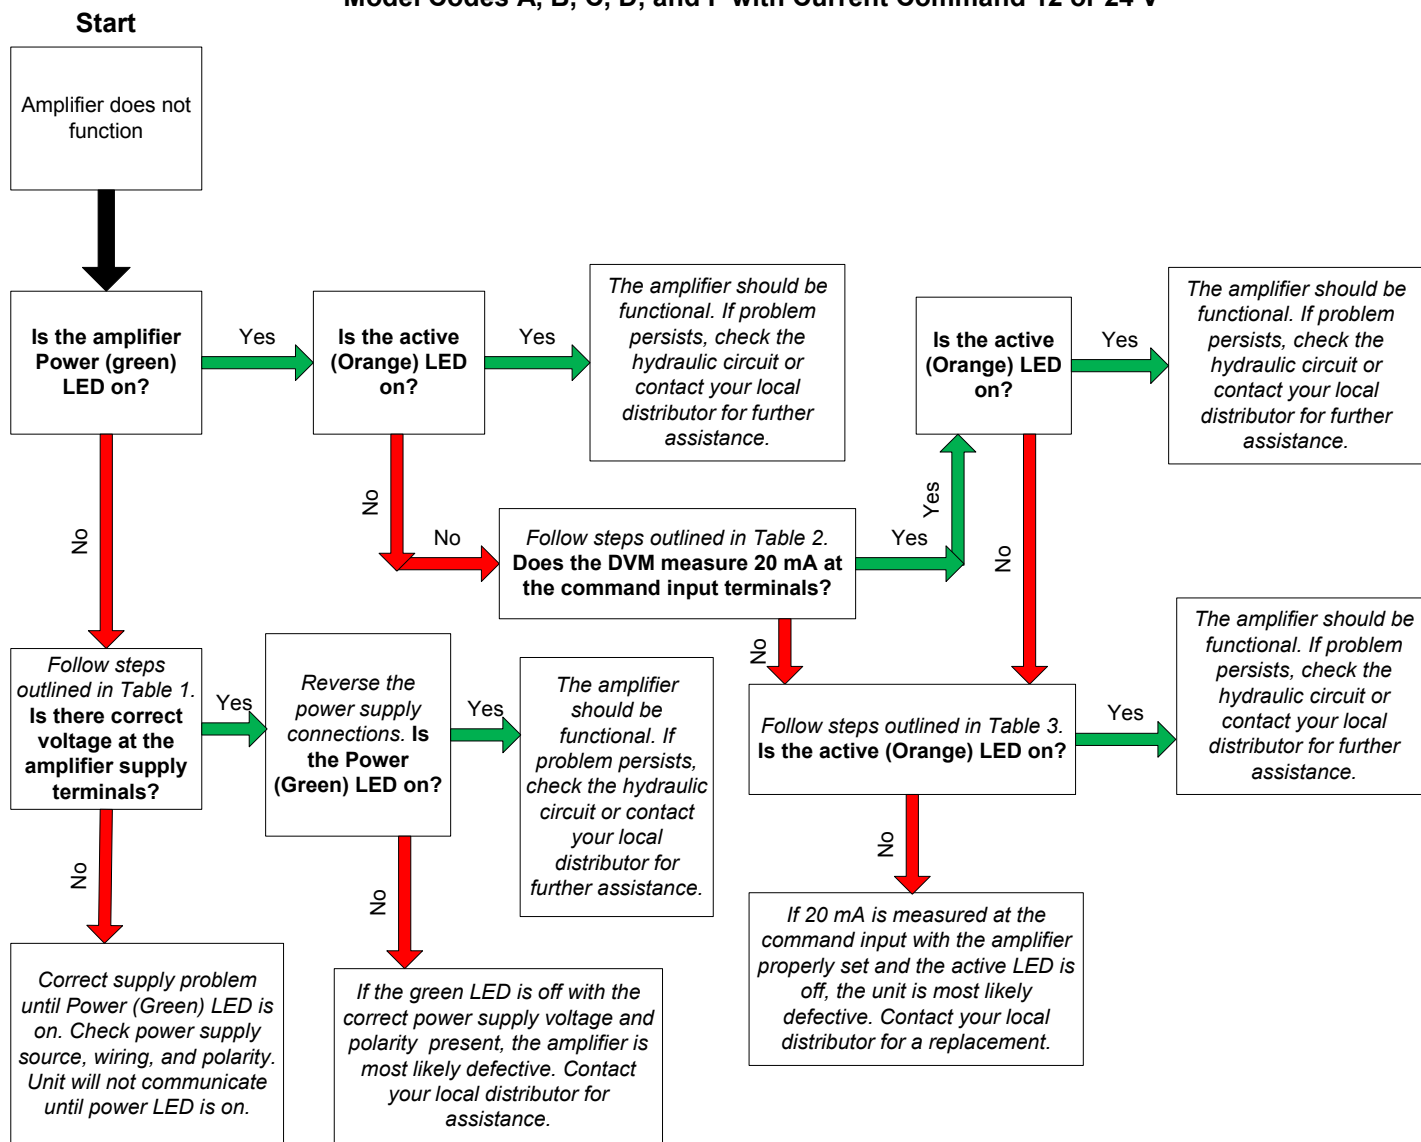 Model Codes A, B, C, D, and with Current Command 12 or 24 V
Start
Amplifier does not
function
Is the amplifier
Power (green)
LED on?
Yes
Is the active
(Orange) LED
on?
Yes
The amplifier should be
functional. If problem
persists, check the
hydraulic circuit or
contact your local
distributor for further
assistance.
Is the active
(Orange) LED
on?
Yes
The amplifier should be
functional. If problem
persists, check the
hydraulic circuit or
contact your local
distributor for further
assistance.
No
No
No
Follow steps outlined in Table 2.
Does the DVM measure 20 mA at
the command input terminals?
Yes
Yes
No
No
Follow steps
outlined in Table 1.
Is there correct
voltage at the
amplifier supply
terminals?
Yes
Reverse the
power supply
connections. Is
the Power
(Green) LED on?
Yes
The amplifier
should be
functional. If
problem persists,
check the hydraulic
circuit or contact
your local
distributor for
further assistance.
Follow steps outlined in Table 3.
Is the active (Orange) LED on?
Yes
The amplifier should be
functional. If problem
persists, check the
hydraulic circuit or
contact your local
distributor for further
assistance.
No
No
No
Correct supply problem
until Power (Green) LED is
on. Check power supply
source, wiring, and polarity.
Unit will not communicate
until power LED is on.
If the green LED is off with the
correct power supply voltage and
polarity present, the amplifier is
most likely defective. Contact
your local distributor for
assistance.
If 20 mA is measured at the
command input with the amplifier
properly set and the active LED is
off, the unit is most likely
defective. Contact your local
distributor for a replacement.